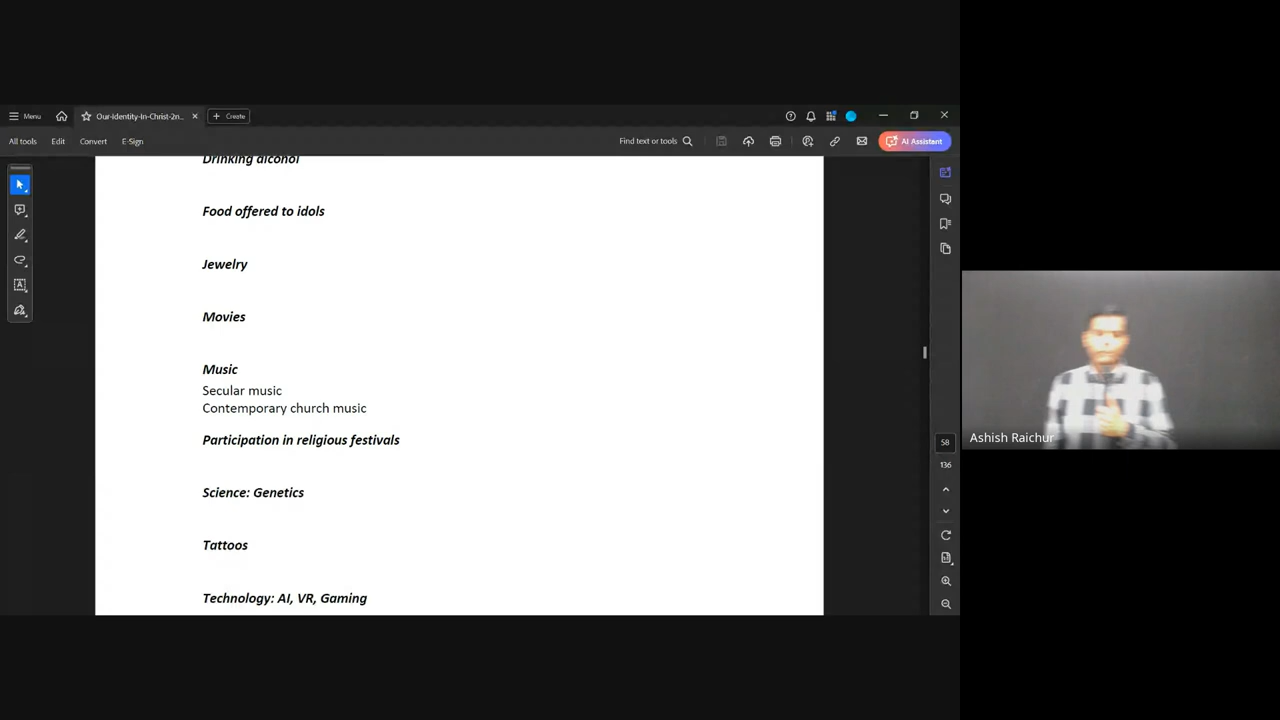 Menu
Our-Identity-In-Christ-2n...
Create
All tools
Edit
Convert
E-Sign
Find text or tools
AI Assistant
Drinking alcohol
Food offered to idols
Jewelry
Movies
Music
Secular music
Contemporary church music
Participation in religious festivals
Science: Genetics
Tattoos
Technology: AI, VR, Gaming
58
136
Ashish Raichur